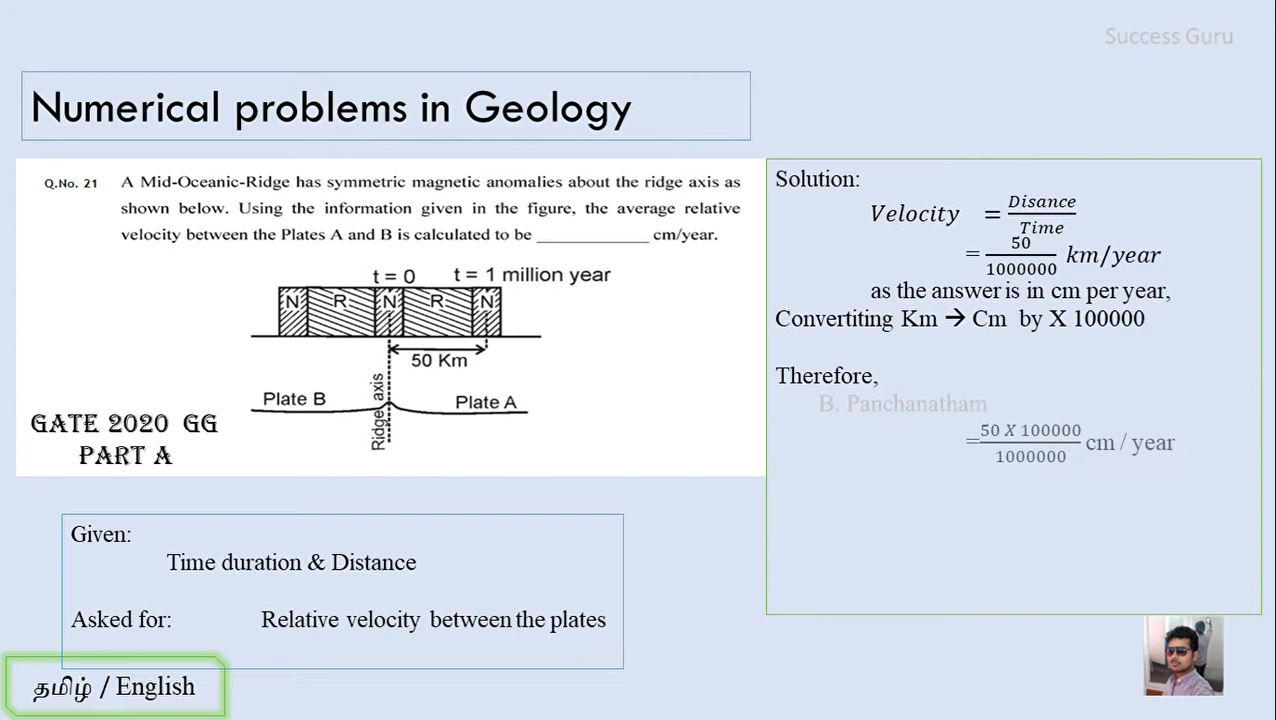 Success Guru
Numerical problems in Geology
Q.No. 21 A Mid-Oceanic-Ridge has symmetric magnetic anomalies about the ridge axis as
shown below. Using the information given in the figure, the average relative
velocity between the Plates A and B is calculated to be ____________ cm/year.
t = 0 t = 1 million year
N R N R N
50 Km
Plate B Plate A
Ridge axis
GATE 2020 GG
PART A
Solution:
Velocity = Disance/Time
= 50/1000000 km/year
as the answer is in cm per year,
Convertiting Km → Cm by X 100000
Therefore,
B. Panchanatham
= 50 X 100000/1000000 cm / year
Given:
Time duration & Distance
Asked for: Relative velocity between the plates
தமிழ் / English